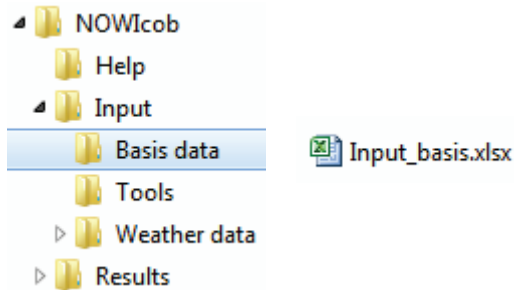 NOWIcob
Help
Input
Basis data
Input_basis.xlsx
Tools
Weather data
Results